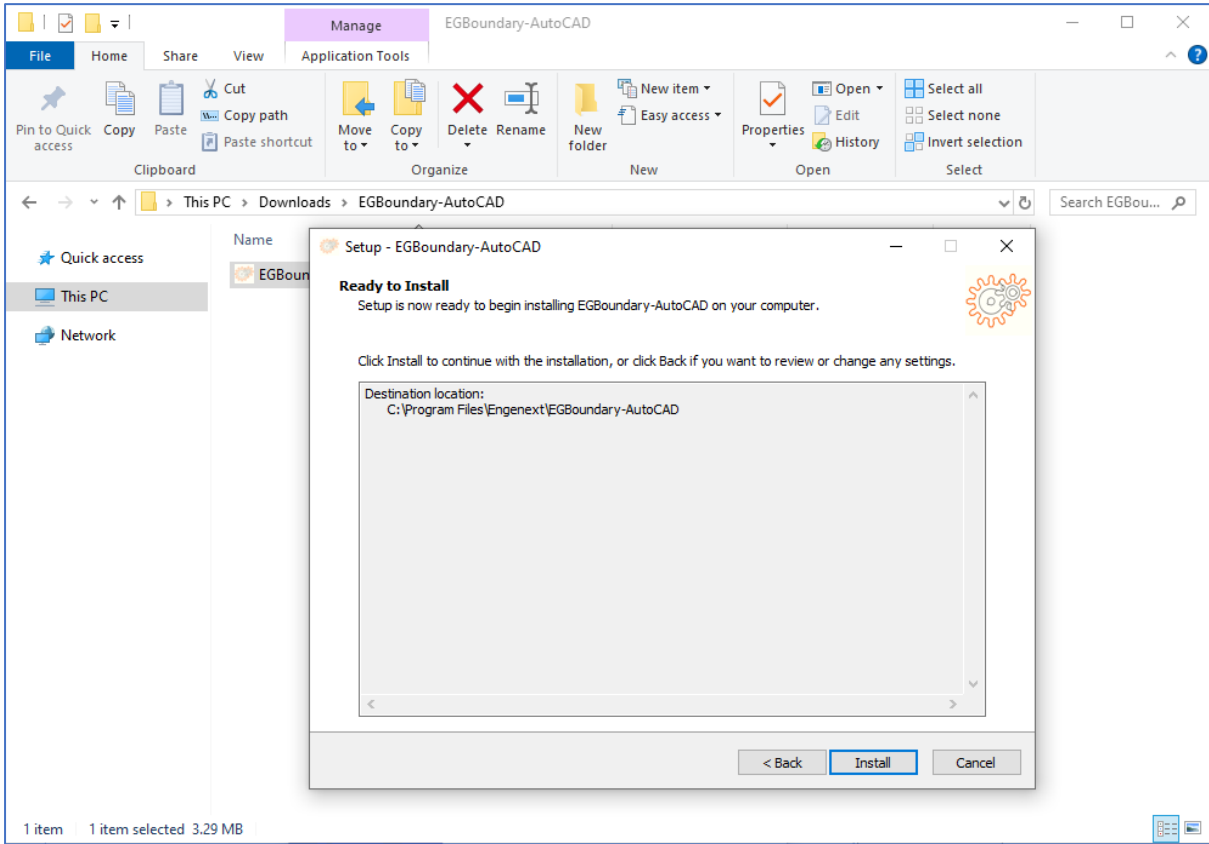 Manage
EGBoundary-AutoCAD
File
Home
Share
View
Application Tools
Pin to Quick access
Copy
Paste
Cut
Copy path
Paste shortcut
Clipboard
Move to
Copy to
Delete
Rename
Organize
New folder
New item
Easy access
New
Properties
Open
Edit
History
Open
Select all
Select none
Invert selection
Select
This PC > Downloads > EGBoundary-AutoCAD
Search EGBou...
Quick access
This PC
Network
Name
EGBoun
Setup - EGBoundary-AutoCAD
Ready to Install
Setup is now ready to begin installing EGBoundary-AutoCAD on your computer.
Click Install to continue with the installation, or click Back if you want to review or change any settings.
Destination location:
C:\Program Files\Engenext\EGBoundary-AutoCAD
< Back
Install
Cancel
1 item
1 item selected 3.29 MB